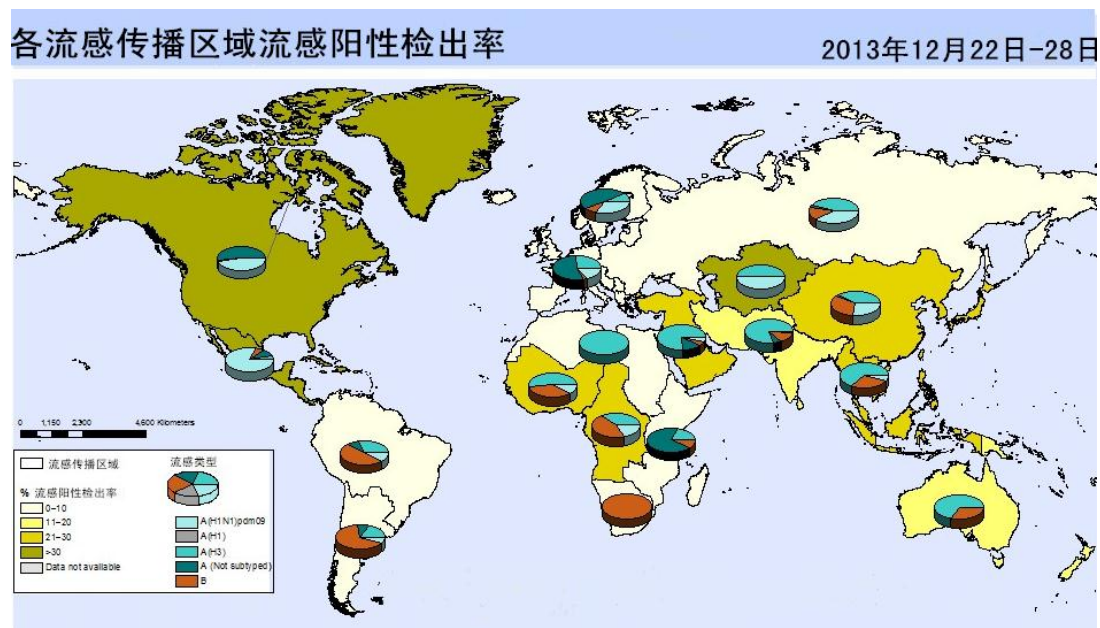 各流感传播区域流感阳性检出率
2013年12月22日-28日
0 1,150 2,300 4,600 Kilometers
流感传播区域
% 流感阳性检出率
0-10
11-20
21-30
>30
Data not available
流感类型
A(H1N1)pdm09
A(H1)
A(H3)
A (Not subtyped)
B